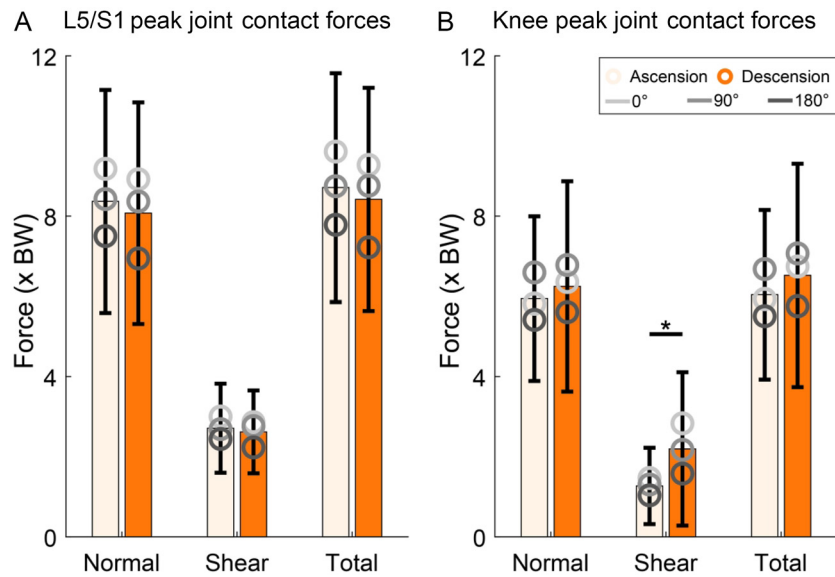 A L5/S1 peak joint contact forces
12
8
4
0
Force (x BW)
Normal Shear Total
B Knee peak joint contact forces
12
8
4
0
Force (x BW)
Ascension Descension
0° 90° 180°
*
Normal Shear Total